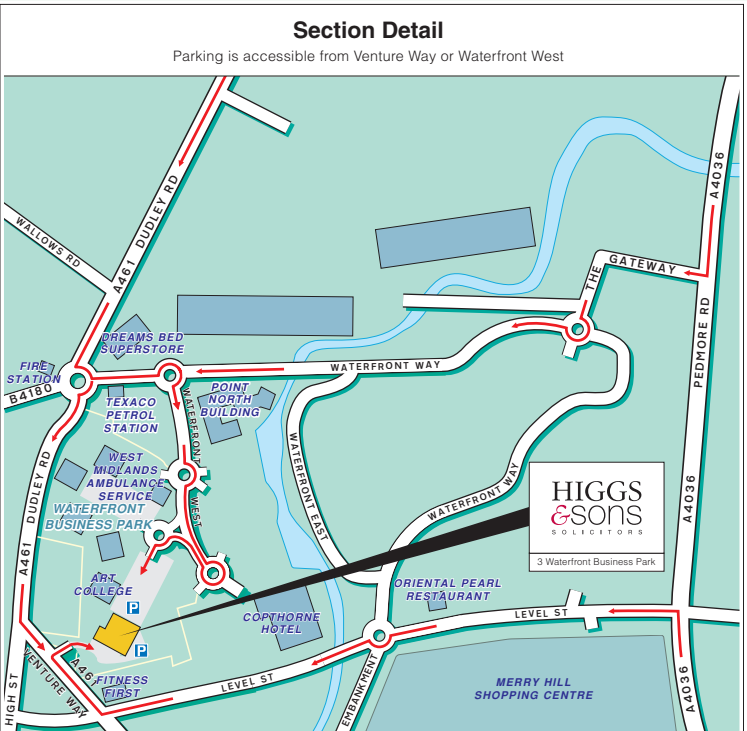 Section Detail
Parking is accessible from Venture Way or Waterfront West
A461 DUDLEY RD
WALLOWS RD
A4036
THE GATEWAY
PEDMORE RD
DREAMS BED
SUPERSTORE
FIRE
STATION
B4180
WATERFRONT WAY
TEXACO
PETROL
STATION
POINT
NORTH
BUILDING
WATERFRONT WEST
WATERFRONT EAST
WEST
MIDLANDS
AMBULANCE
SERVICE
WATERFRONT
BUSINESS PARK
A461 DUDLEY RD
WATERFRONT WAY
A4036
HIGGS
&SONS
SOLICITORS
3 Waterfront Business Park
ART
COLLEGE
P
P
COPTHORNE
HOTEL
ORIENTAL PEARL
RESTAURANT
LEVEL ST
LEVEL ST
EMBANKMENT
MERRY HILL
SHOPPING CENTRE
A4036
FITNESS
FIRST
VENTURE WAY
HIGH ST